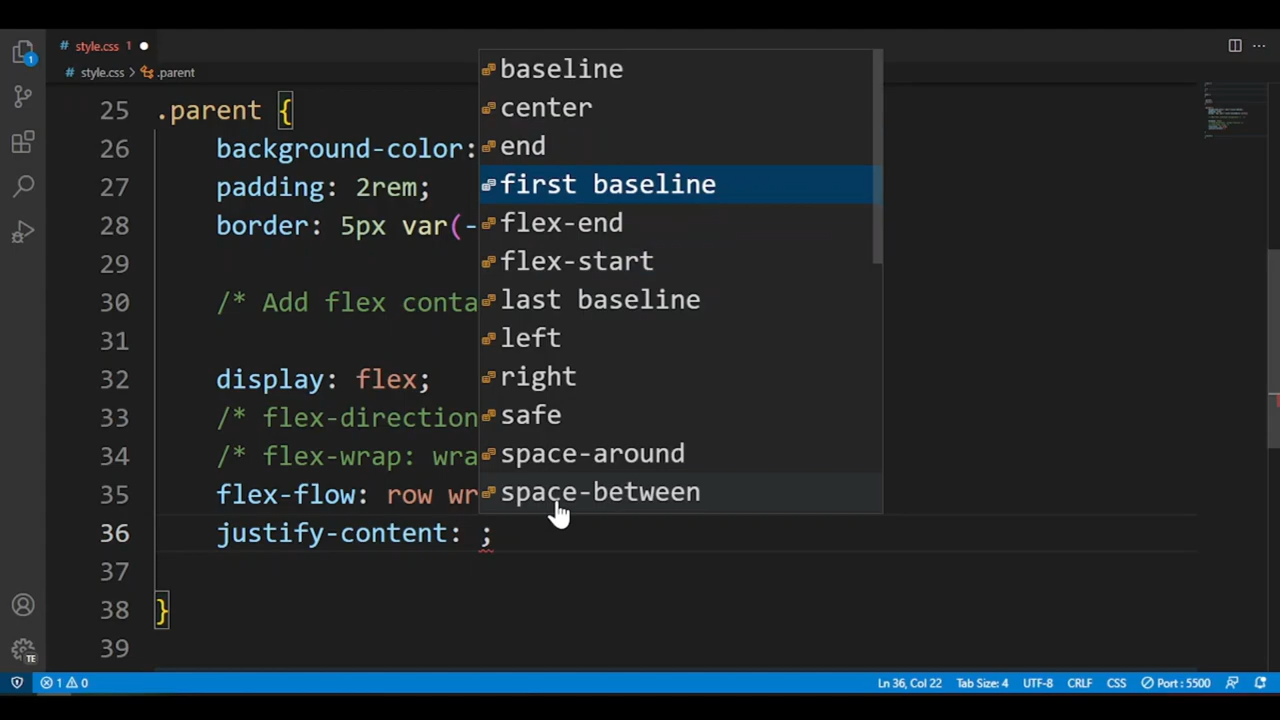 style.css 1
style.css > .parent
25 .parent {
26 background-color:
27 padding: 2rem;
28 border: 5px var(-
29
30 /* Add flex conta
31
32 display: flex;
33 /* flex-direction
34 /* flex-wrap: wra
35 flex-flow: row wr
36 justify-content: ;
37
38 }
39
baseline
center
end
first baseline
flex-end
flex-start
last baseline
left
right
safe
space-around
space-between
1
TE
1 0 Ln 36, Col 22 Tab Size: 4 UTF-8 CRLF CSS Port : 5500